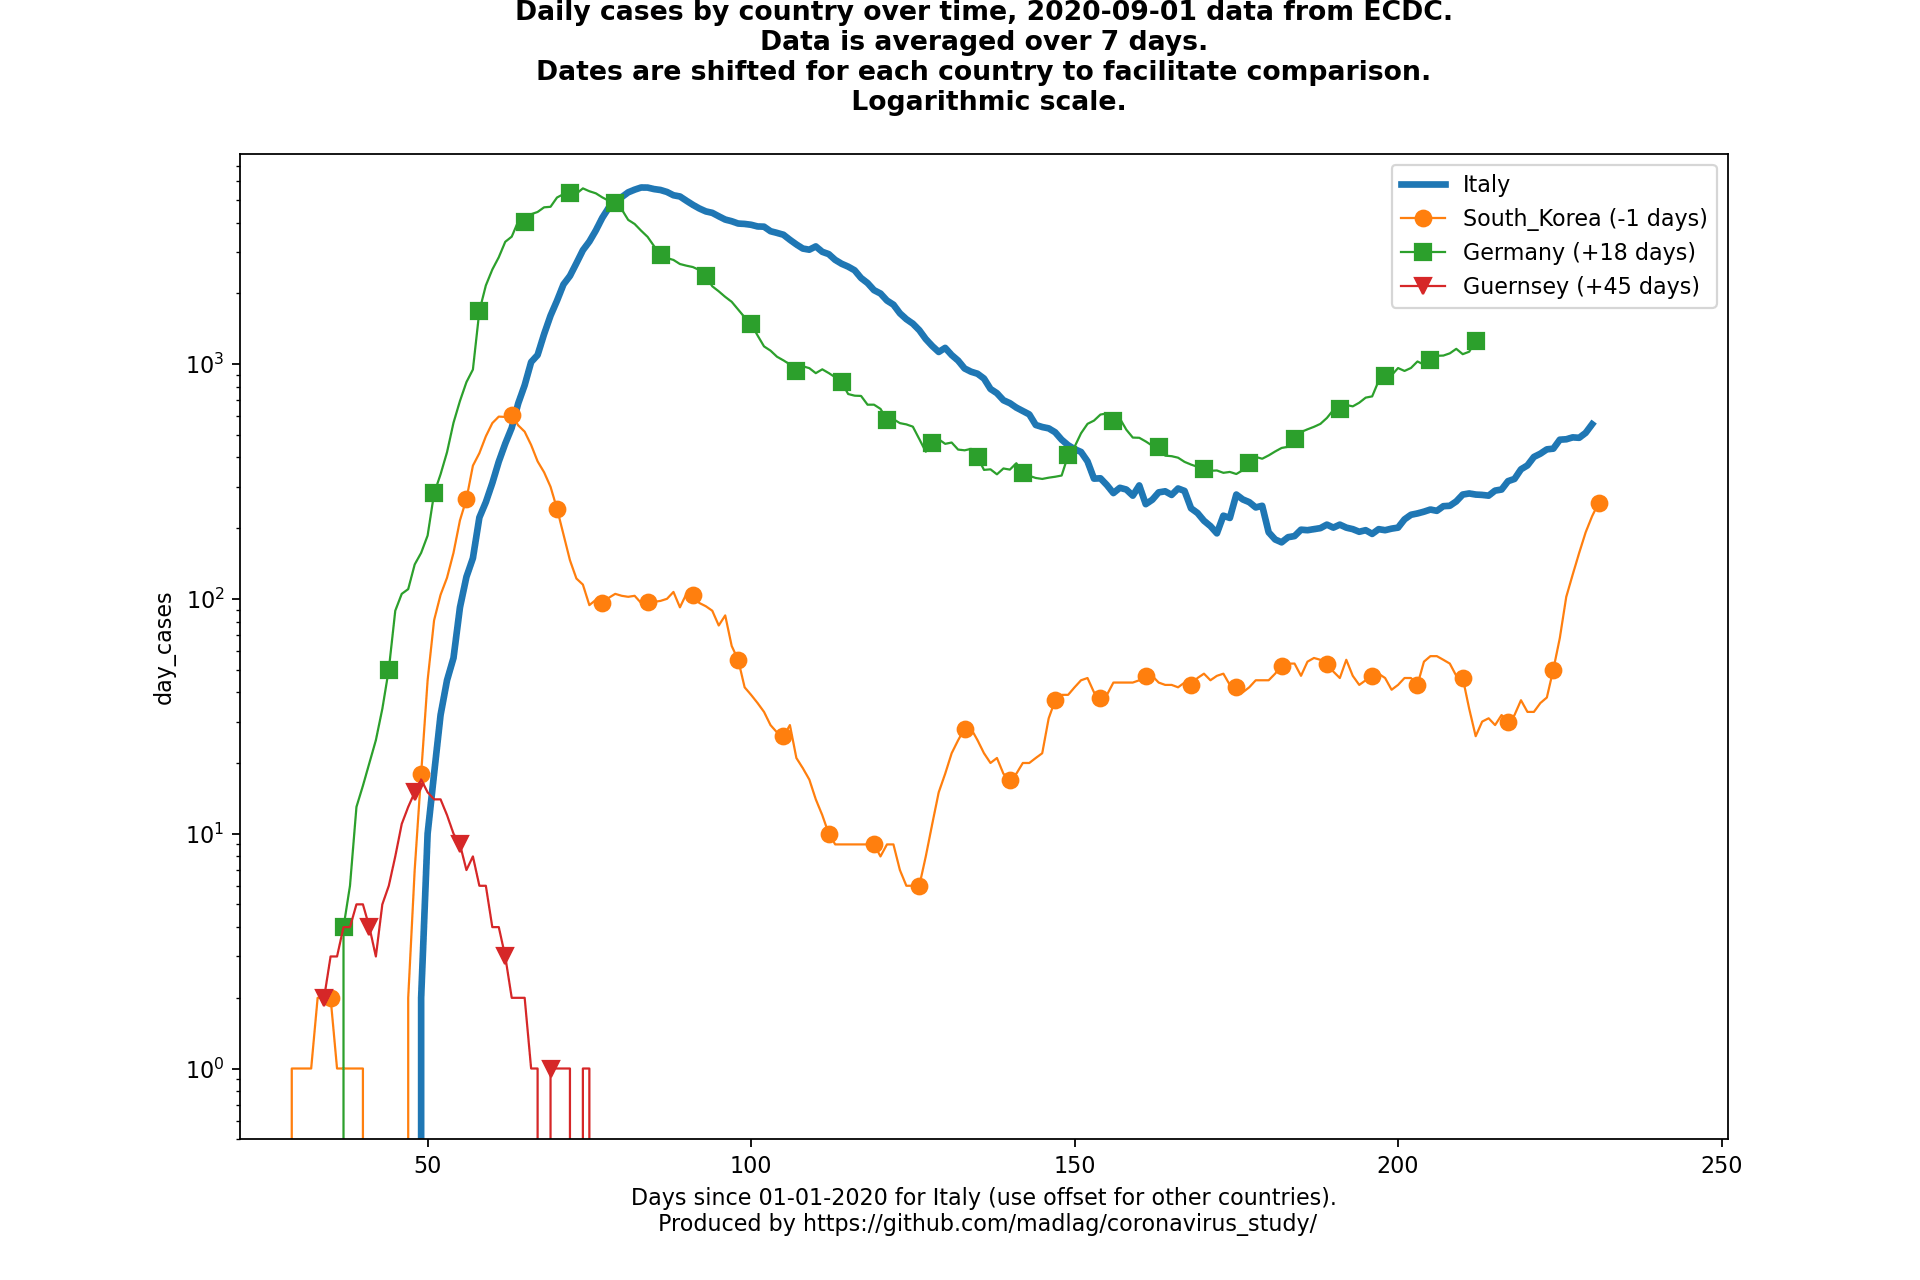 Daily cases by country over time, 2020-09-01 data from ECDC.
Data is averaged over 7 days.
Dates are shifted for each country to facilitate comparison.
Logarithmic scale.
Italy
South_Korea (-1 days)
Germany (+18 days)
Guernsey (+45 days)
day_cases
10³
10²
10¹
10⁰
50 100 150 200 250
Days since 01-01-2020 for Italy (use offset for other countries).
Produced by https://github.com/madlag/coronavirus_study/